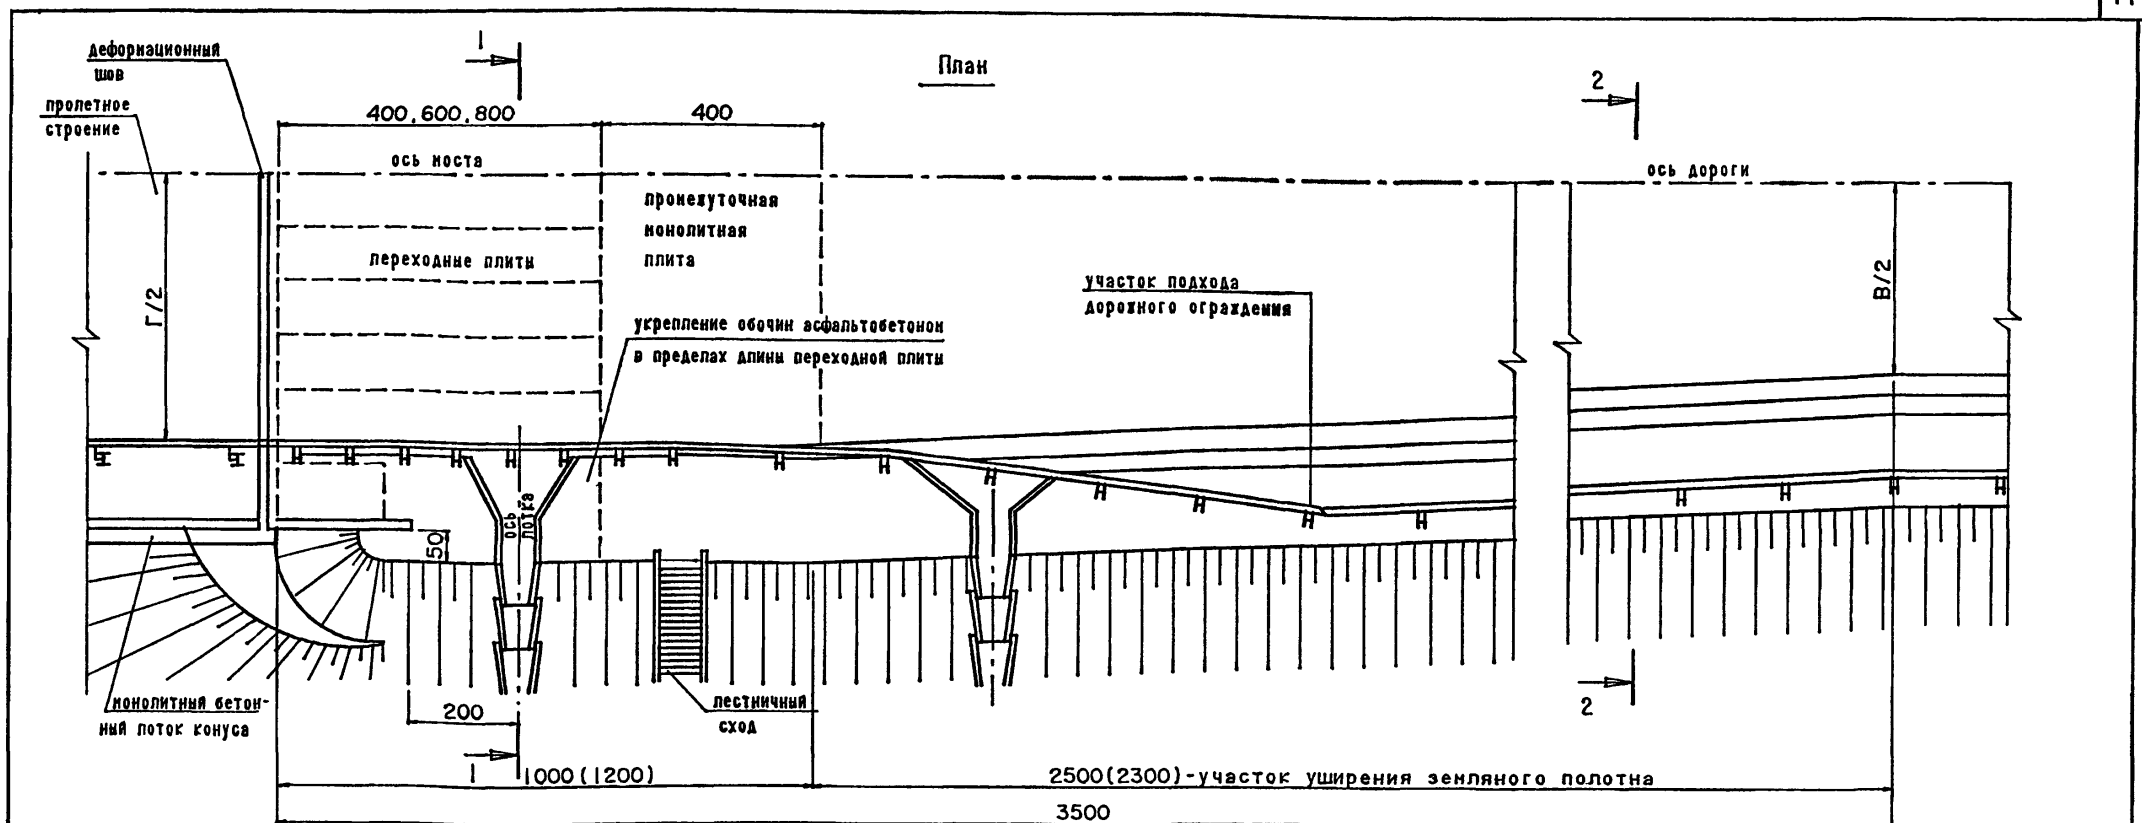 План
деформационный
шов
пролетное
строение
1
2
400,600,800
400
ось моста
ось дороги
промежуточная
монолитная
плита
переходные плиты
Г/2
В/2
участок подхода
дорожного ограждения
укрепление обочин асфальтобетоном
в пределах длины переходной плиты
ось
лотка
50
монолитный бетон-
ный лоток конуса
200
лестничный
сход
2
1
1000(1200)
2500(2300)-участок уширения земляного полотна
3500